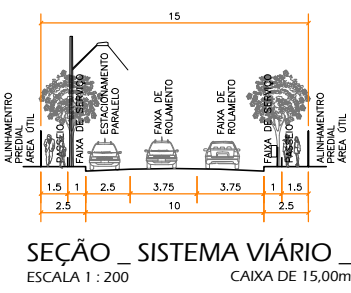 15
ALINHAMENTO
PREDIAL
ÁREA ÚTIL
PASSEIO
FAIXA DE SERVIÇO
ESTACIONAMENTO
PARALELO
FAIXA DE
ROLAMENTO
FAIXA DE
ROLAMENTO
FAIXA DE SERVIÇO
PASSEIO
ALINHAMENTO
PREDIAL
ÁREA ÚTIL
1.5 1 2.5 3.75 3.75 1 1.5
2.5 10 2.5
SEÇÃO _ SISTEMA VIÁRIO _
ESCALA 1 : 200 CAIXA DE 15,00m